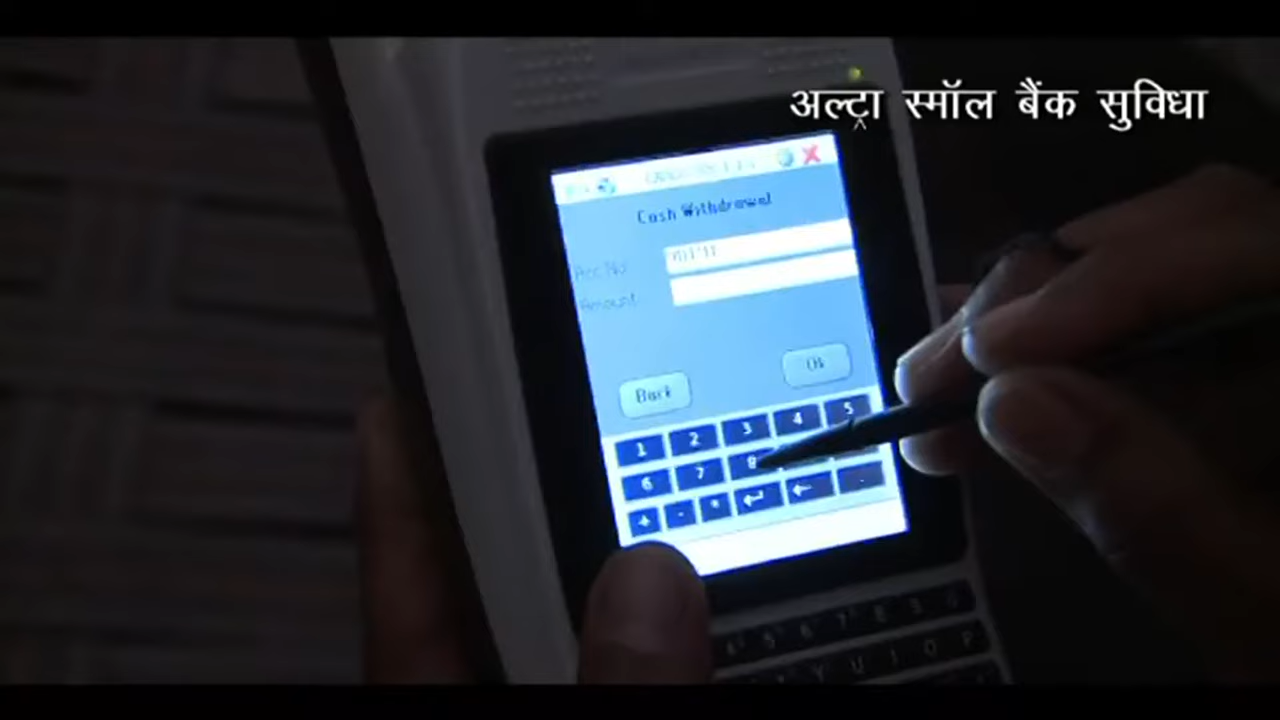 अल्ट्रा स्मॉल बैंक सुविधा
Cash Withdrawal
Acc No
Amount
Ok
Back
1 2 3 4 5
6 7 8
+ - * ↵ ← .
Y U I O P